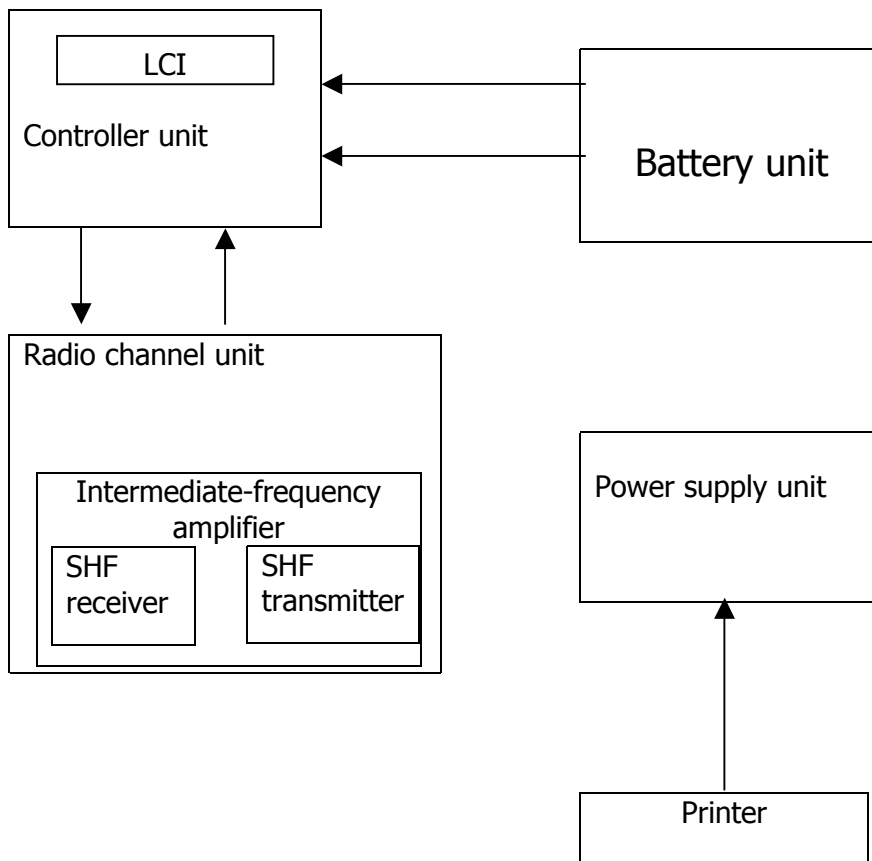 LCI
Controller unit
Battery unit
Radio channel unit
Intermediate-frequency
amplifier
SHF
receiver
SHF
transmitter
Power supply unit
Printer